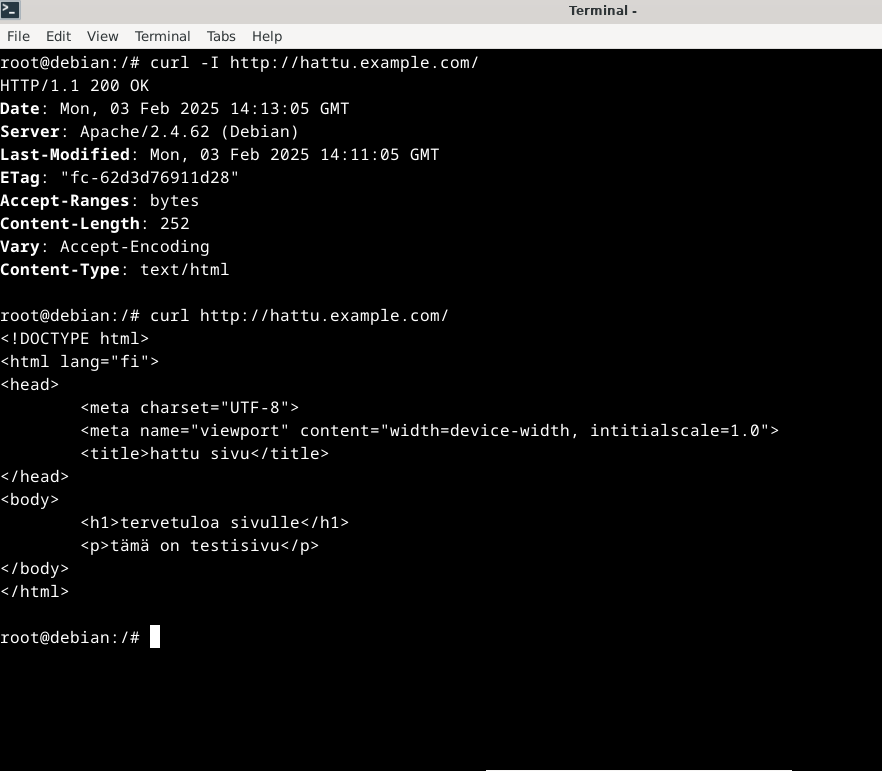 Terminal -
File Edit View Terminal Tabs Help
root@debian:/# curl -I http://hattu.example.com/
HTTP/1.1 200 OK
Date: Mon, 03 Feb 2025 14:13:05 GMT
Server: Apache/2.4.62 (Debian)
Last-Modified: Mon, 03 Feb 2025 14:11:05 GMT
ETag: "fc-62d3d76911d28"
Accept-Ranges: bytes
Content-Length: 252
Vary: Accept-Encoding
Content-Type: text/html
root@debian:/# curl http://hattu.example.com/
<!DOCTYPE html>
<html lang="fi">
<head>
        <meta charset="UTF-8">
        <meta name="viewport" content="width=device-width, intitialscale=1.0">
        <title>hattu sivu</title>
</head>
<body>
        <h1>tervetuloa sivulle</h1>
        <p>tämä on testisivu</p>
</body>
</html>
root@debian:/#